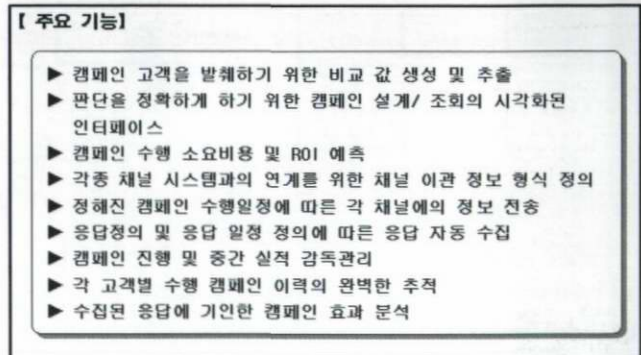 【 주요 기능】
▶ 캠페인 고객을 발췌하기 위한 비교 값 생성 및 추출
▶ 판단을 정확하게 하기 위한 캠페인 설계/ 조회의 시각화된
인터페이스
▶ 캠페인 수행 소요비용 및 ROI 예측
▶ 각종 채널 시스템과의 연계를 위한 채널 이관 정보 형식 정의
▶ 정해진 캠페인 수행일정에 따른 각 채널에의 정보 전송
▶ 응답정의 및 응답 일정 정의에 따른 응답 자동 수집
▶ 캠페인 진행 및 중간 실적 감독관리
▶ 각 고객별 수행 캠페인 이력의 완벽한 추적
▶ 수집된 응답에 기인한 캠페인 효과 분석